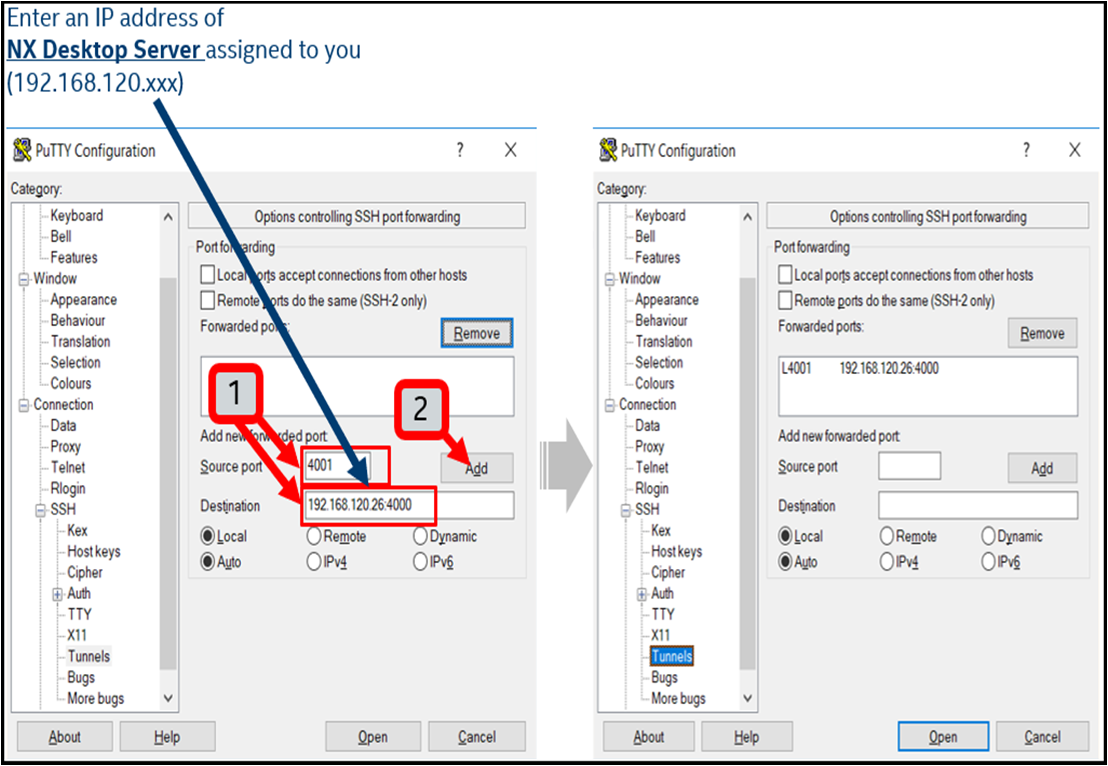 Enter an IP address of
NX Desktop Server assigned to you
(192.168.120.xxx)
PuTTY Configuration ? X
Category:
Keyboard
Bell
Features
Window
Appearance
Behaviour
Translation
Selection
Colours
Connection
Data
Proxy
Telnet
Rlogin
SSH
Kex
Host keys
Cipher
Auth
TTY
X11
Tunnels
Bugs
More bugs
Options controlling SSH port forwarding
Port forwarding
Local ports accept connections from other hosts
Remote ports do the same (SSH-2 only)
Forwarded ports:
Remove
1
2
Add new forwarded port:
Source port 4001 Add
Destination 192.168.120.26:4000
Local Remote Dynamic
Auto IPv4 IPv6
About Help Open Cancel
PuTTY Configuration ? X
Category:
Keyboard
Bell
Features
Window
Appearance
Behaviour
Translation
Selection
Colours
Connection
Data
Proxy
Telnet
Rlogin
SSH
Kex
Host keys
Cipher
Auth
TTY
X11
Tunnels
Bugs
More bugs
Options controlling SSH port forwarding
Port forwarding
Local ports accept connections from other hosts
Remote ports do the same (SSH-2 only)
Forwarded ports:
Remove
L4001 192.168.120.26:4000
Add new forwarded port:
Source port Add
Destination
Local Remote Dynamic
Auto IPv4 IPv6
About Help Open Cancel